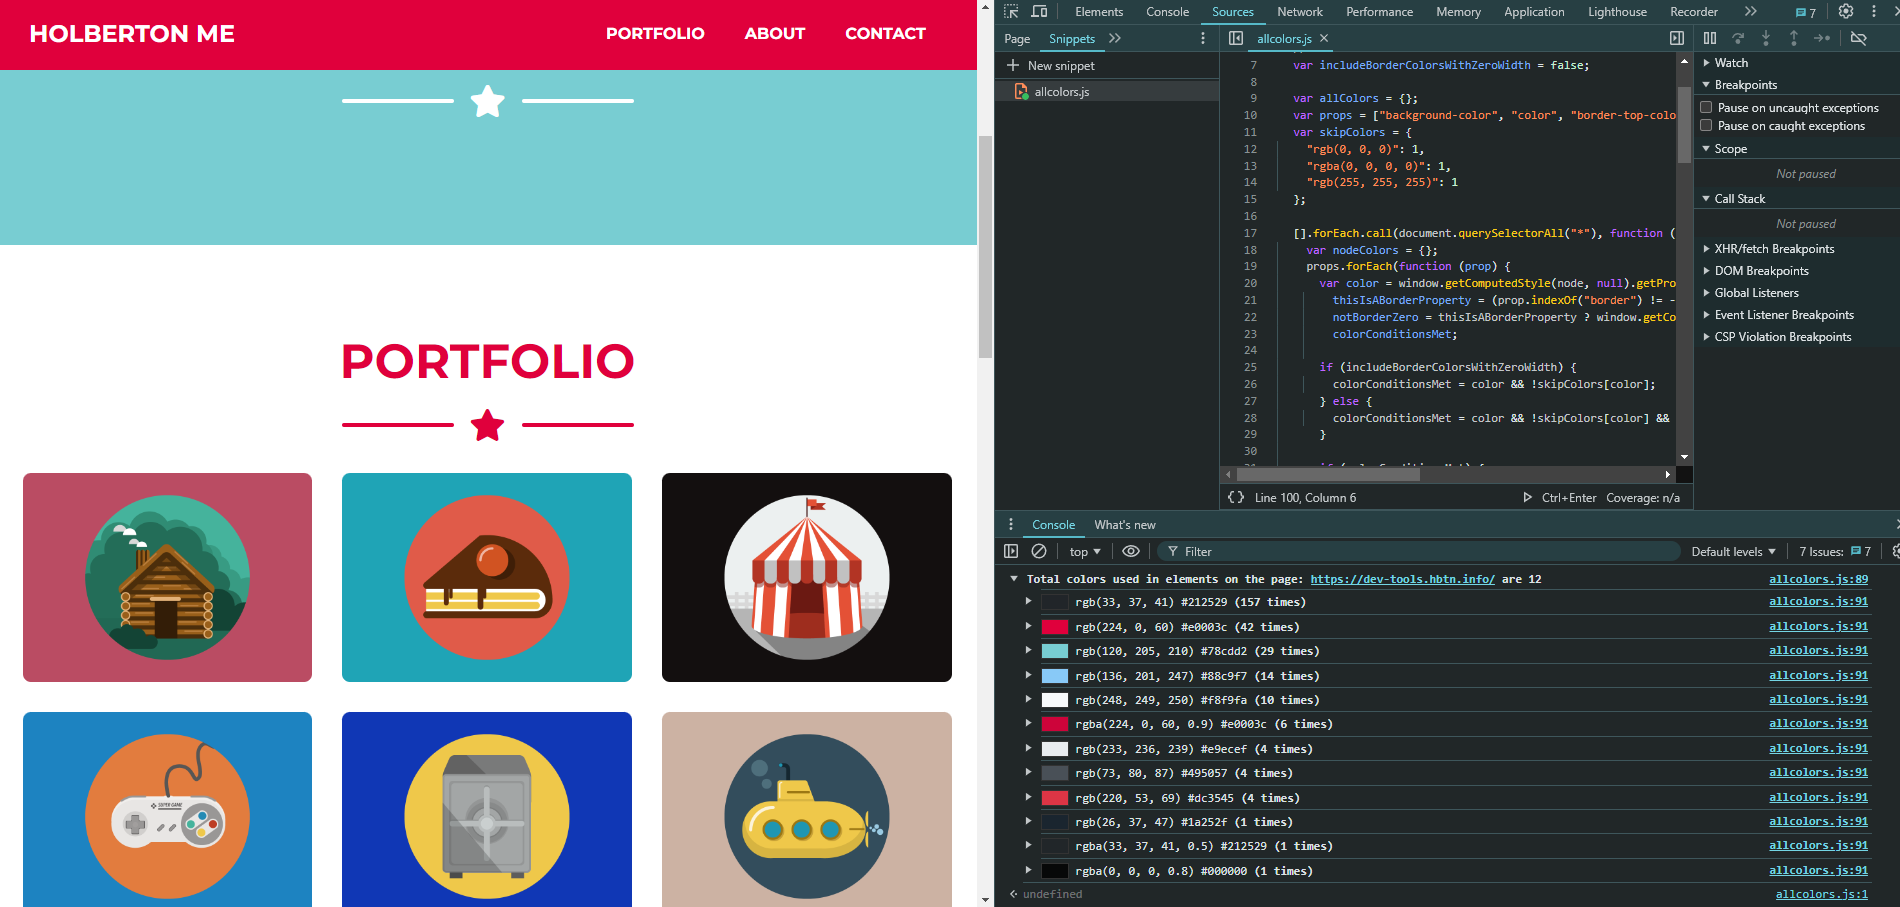 HOLBERTON ME
PORTFOLIO
ABOUT
CONTACT
PORTFOLIO
SUPER GAME
Elements
Console
Sources
Network
Performance
Memory
Application
Lighthouse
Recorder
7
Page
Snippets
New snippet
allcolors.js
allcolors.js
7 var includeBorderColorsWithZeroWidth = false;
8
9 var allColors = {};
10 var props = ["background-color", "color", "border-top-colo
11 var skipColors = {
12 "rgb(0, 0, 0)": 1,
13 "rgba(0, 0, 0, 0)": 1,
14 "rgb(255, 255, 255)": 1
15 };
16
17 [].forEach.call(document.querySelectorAll("*"), function (
18 var nodeColors = {};
19 props.forEach(function (prop) {
20 var color = window.getComputedStyle(node, null).getPro
21 thisIsABorderProperty = (prop.indexOf("border") != -
22 notBorderZero = thisIsABorderProperty ? window.getCo
23 colorConditionsMet;
24
25 if (includeBorderColorsWithZeroWidth) {
26 colorConditionsMet = color && !skipColors[color];
27 } else {
28 colorConditionsMet = color && !skipColors[color] &&
29 }
30
Line 100, Column 6
Ctrl+Enter
Coverage: n/a
Watch
Breakpoints
Pause on uncaught exceptions
Pause on caught exceptions
Scope
Not paused
Call Stack
Not paused
XHR/fetch Breakpoints
DOM Breakpoints
Global Listeners
Event Listener Breakpoints
CSP Violation Breakpoints
Console
What's new
top
Filter
Default levels
7 Issues: 7
Total colors used in elements on the page: https://dev-tools.hbtn.info/ are 12 allcolors.js:89
rgb(33, 37, 41) #212529 (157 times) allcolors.js:91
rgb(224, 0, 60) #e0003c (42 times) allcolors.js:91
rgb(120, 205, 210) #78cdd2 (29 times) allcolors.js:91
rgb(136, 201, 247) #88c9f7 (14 times) allcolors.js:91
rgb(248, 249, 250) #f8f9fa (10 times) allcolors.js:91
rgba(224, 0, 60, 0.9) #e0003c (6 times) allcolors.js:91
rgb(233, 236, 239) #e9ecef (4 times) allcolors.js:91
rgb(73, 80, 87) #495057 (4 times) allcolors.js:91
rgb(220, 53, 69) #dc3545 (4 times) allcolors.js:91
rgb(26, 37, 47) #1a252f (1 times) allcolors.js:91
rgba(33, 37, 41, 0.5) #212529 (1 times) allcolors.js:91
rgba(0, 0, 0, 0.8) #000000 (1 times) allcolors.js:91
undefined allcolors.js:1